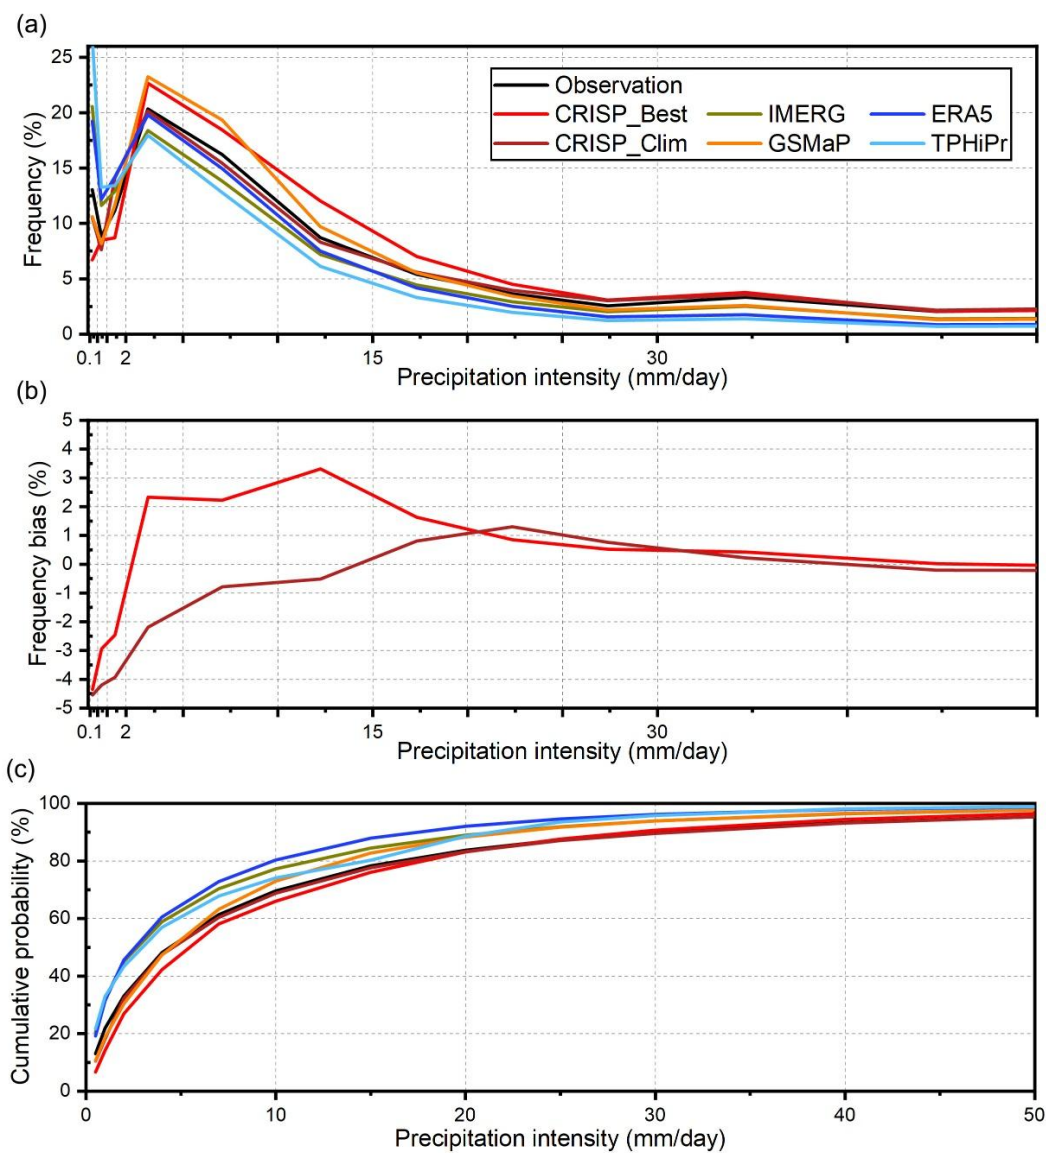 (a)
Frequency (%)
25
20
15
10
5
0
Observation
CRISP_Best IMERG ERA5
CRISP_Clim GSMaP TPHiPr
0.1 2 15 30
Precipitation intensity (mm/day)
(b)
Frequency bias (%)
5
4
3
2
1
0
-1
-2
-3
-4
-5
0.1 2 15 30
Precipitation intensity (mm/day)
(c)
Cumulative probability (%)
100
80
60
40
20
0
0 10 20 30 40 50
Precipitation intensity (mm/day)